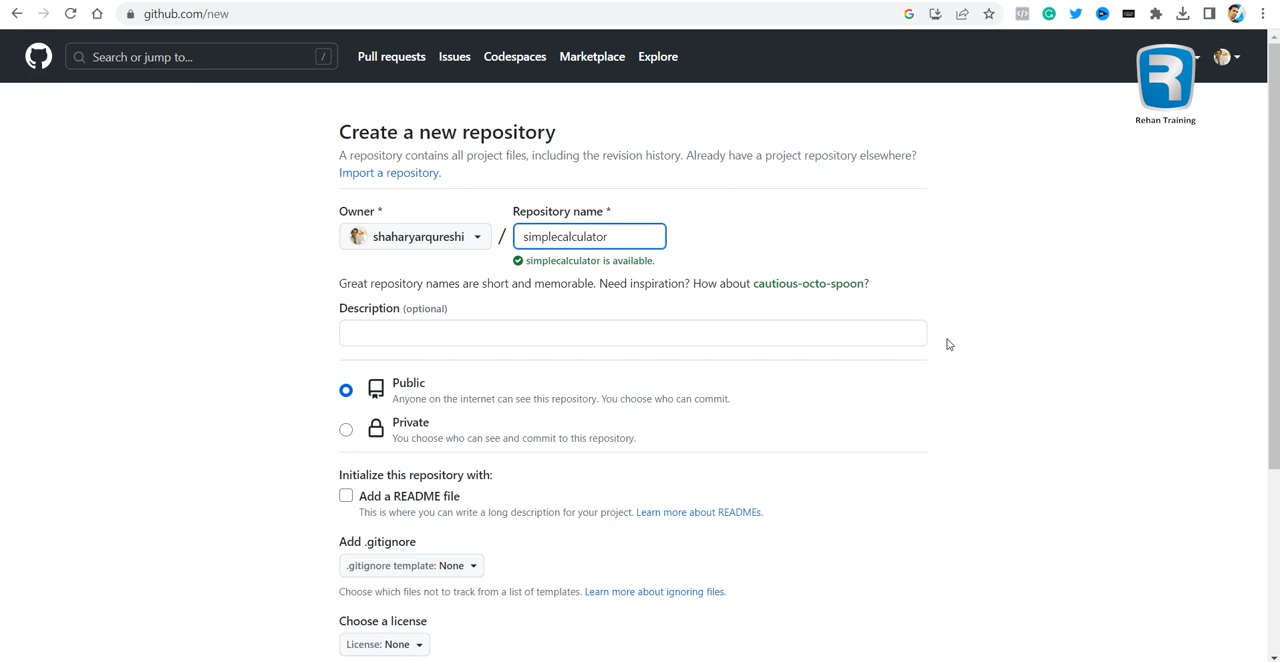 github.com/new
Search or jump to...
/
Pull requests
Issues
Codespaces
Marketplace
Explore
Rehan Training
Create a new repository
A repository contains all project files, including the revision history. Already have a project repository elsewhere?
Import a repository.
Owner *
Repository name *
shaharyarqureshi
/
simplecalculator
simplecalculator is available.
Great repository names are short and memorable. Need inspiration? How about cautious-octo-spoon?
Description (optional)
Public
Anyone on the internet can see this repository. You choose who can commit.
Private
You choose who can see and commit to this repository.
Initialize this repository with:
Add a README file
This is where you can write a long description for your project. Learn more about READMEs.
Add .gitignore
.gitignore template: None
Choose which files not to track from a list of templates. Learn more about ignoring files.
Choose a license
License: None